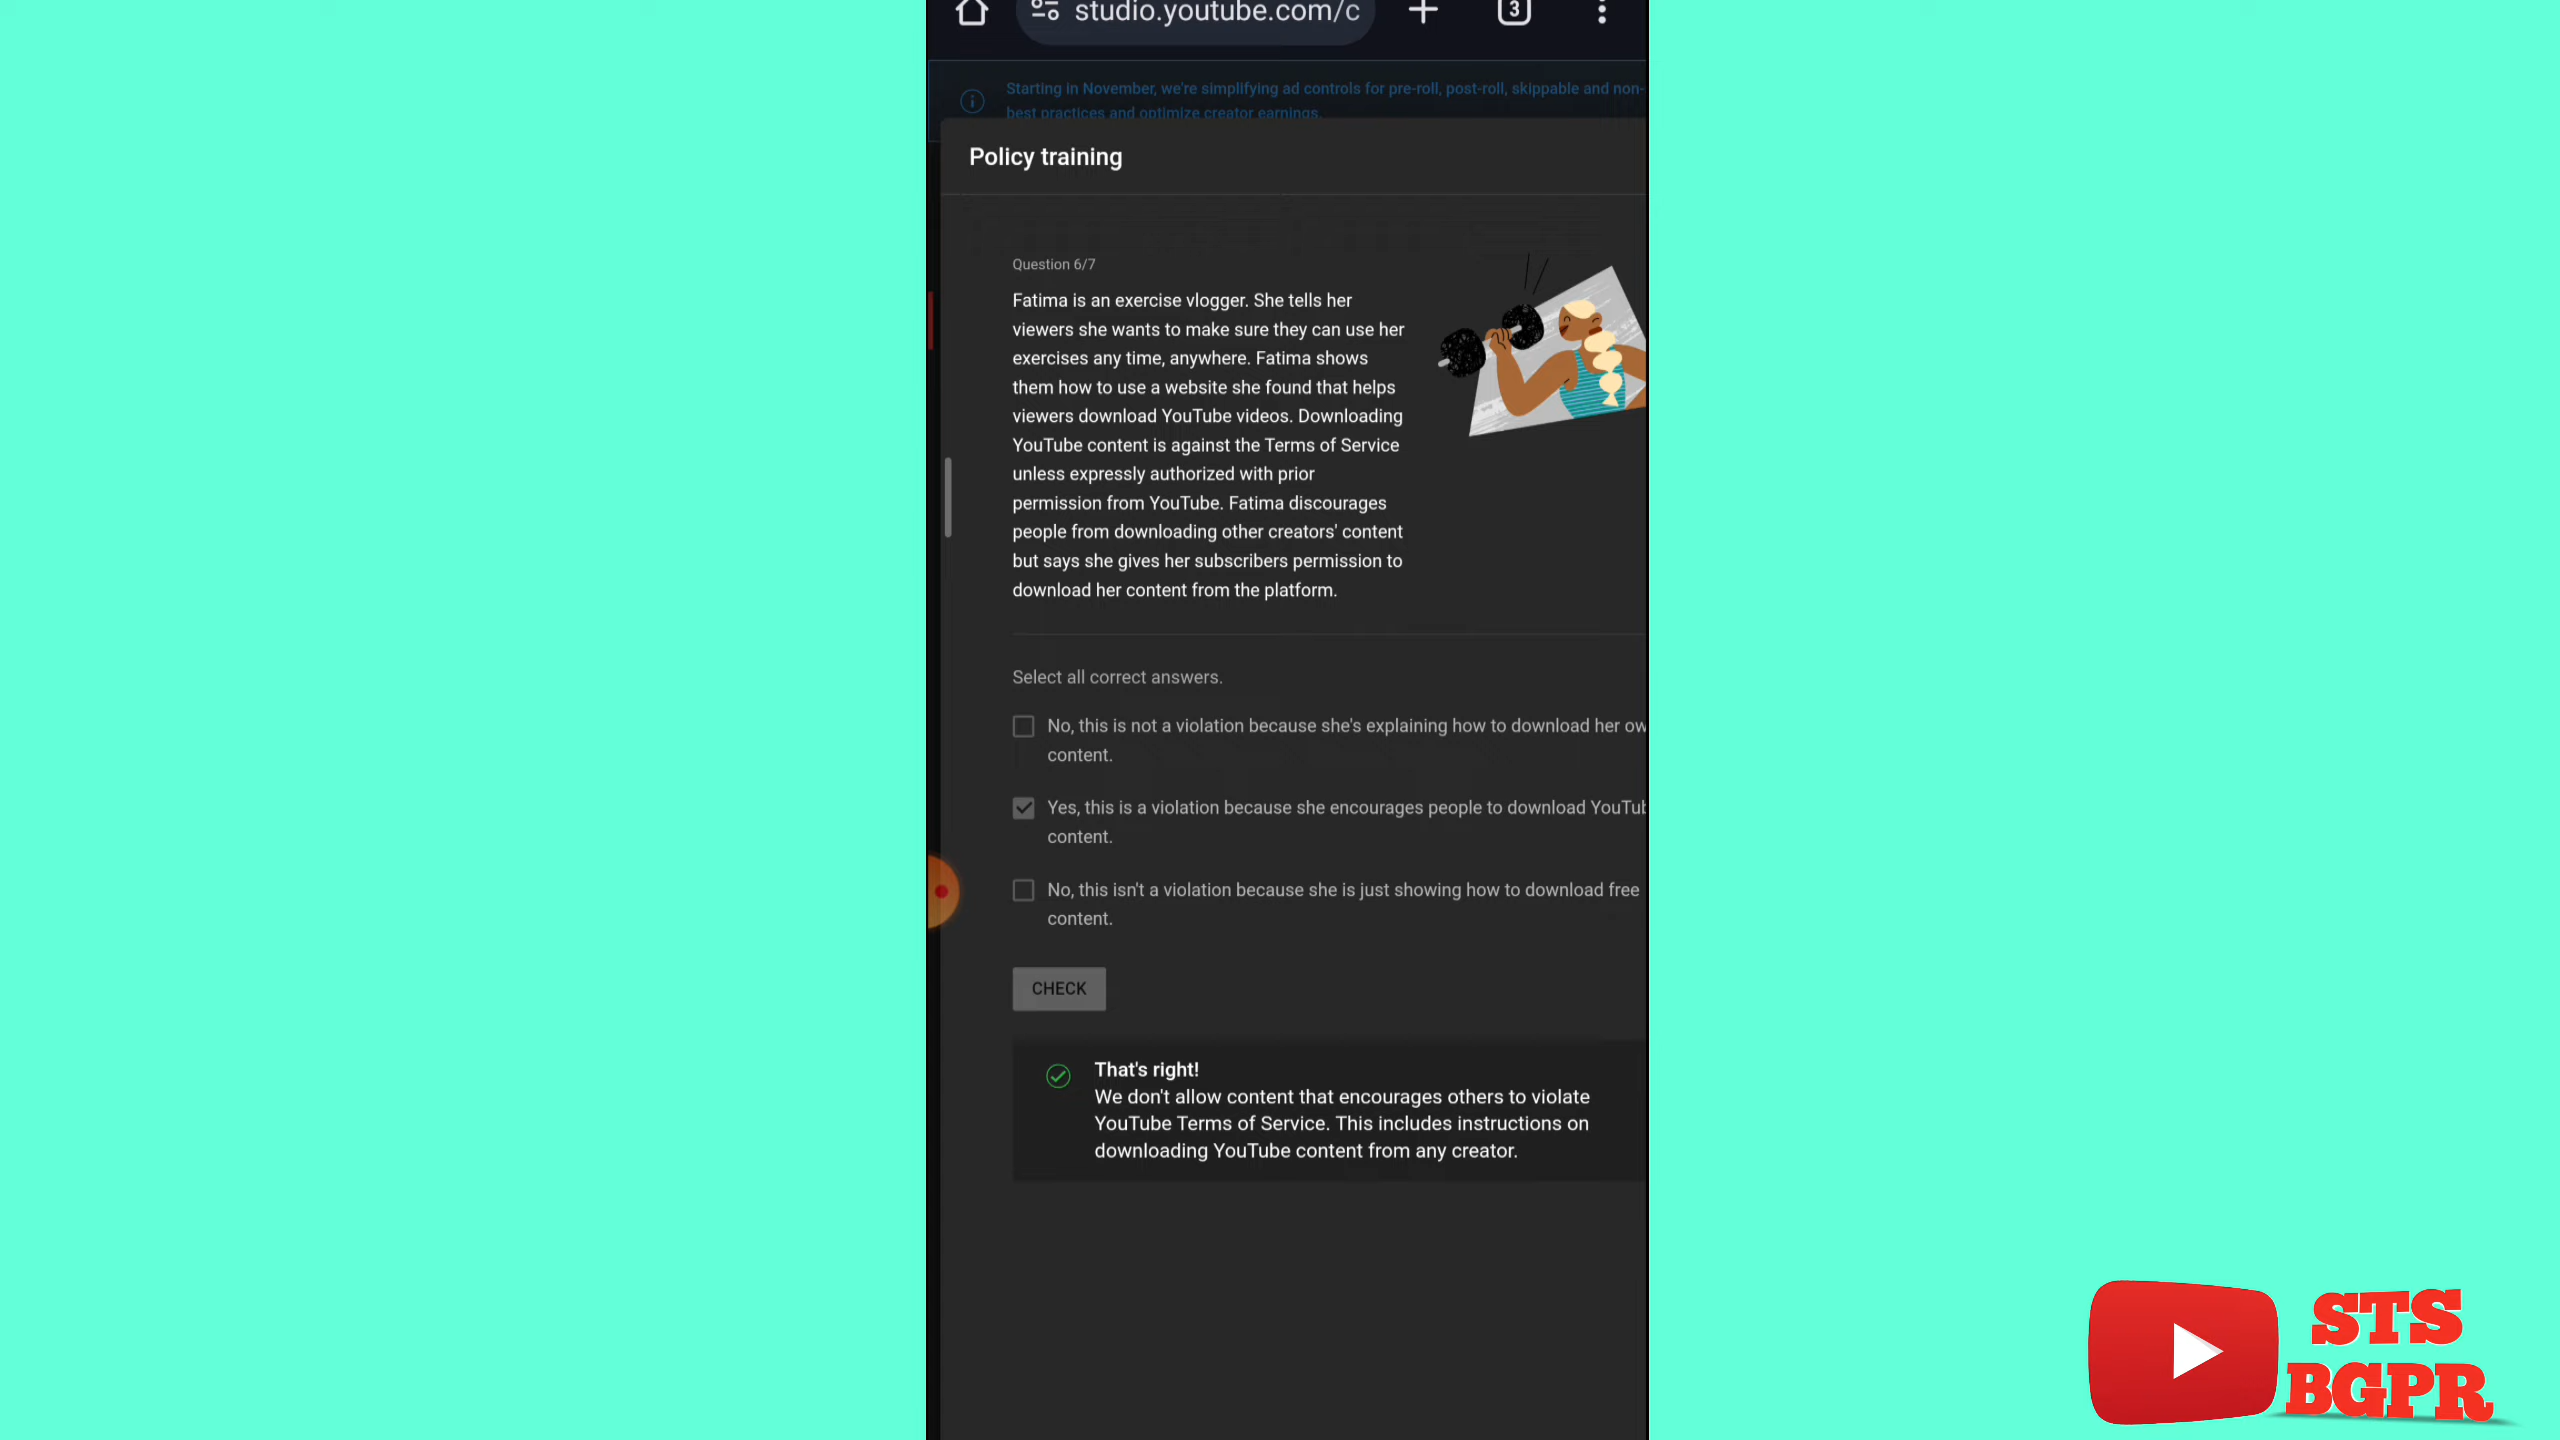 studio.youtube.com/c
3
Starting in November, we're simplifying ad controls for pre-roll, post-roll, skippable and non-
best practices and optimize creator earnings.
Policy training
Question 6/7
Fatima is an exercise vlogger. She tells her
viewers she wants to make sure they can use her
exercises any time, anywhere. Fatima shows
them how to use a website she found that helps
viewers download YouTube videos. Downloading
YouTube content is against the Terms of Service
unless expressly authorized with prior
permission from YouTube. Fatima discourages
people from downloading other creators' content
but says she gives her subscribers permission to
download her content from the platform.
Select all correct answers.
No, this is not a violation because she's explaining how to download her ow
content.
Yes, this is a violation because she encourages people to download YouTub
content.
No, this isn't a violation because she is just showing how to download free
content.
CHECK
That's right!
We don't allow content that encourages others to violate
YouTube Terms of Service. This includes instructions on
downloading YouTube content from any creator.
STS
BGPR